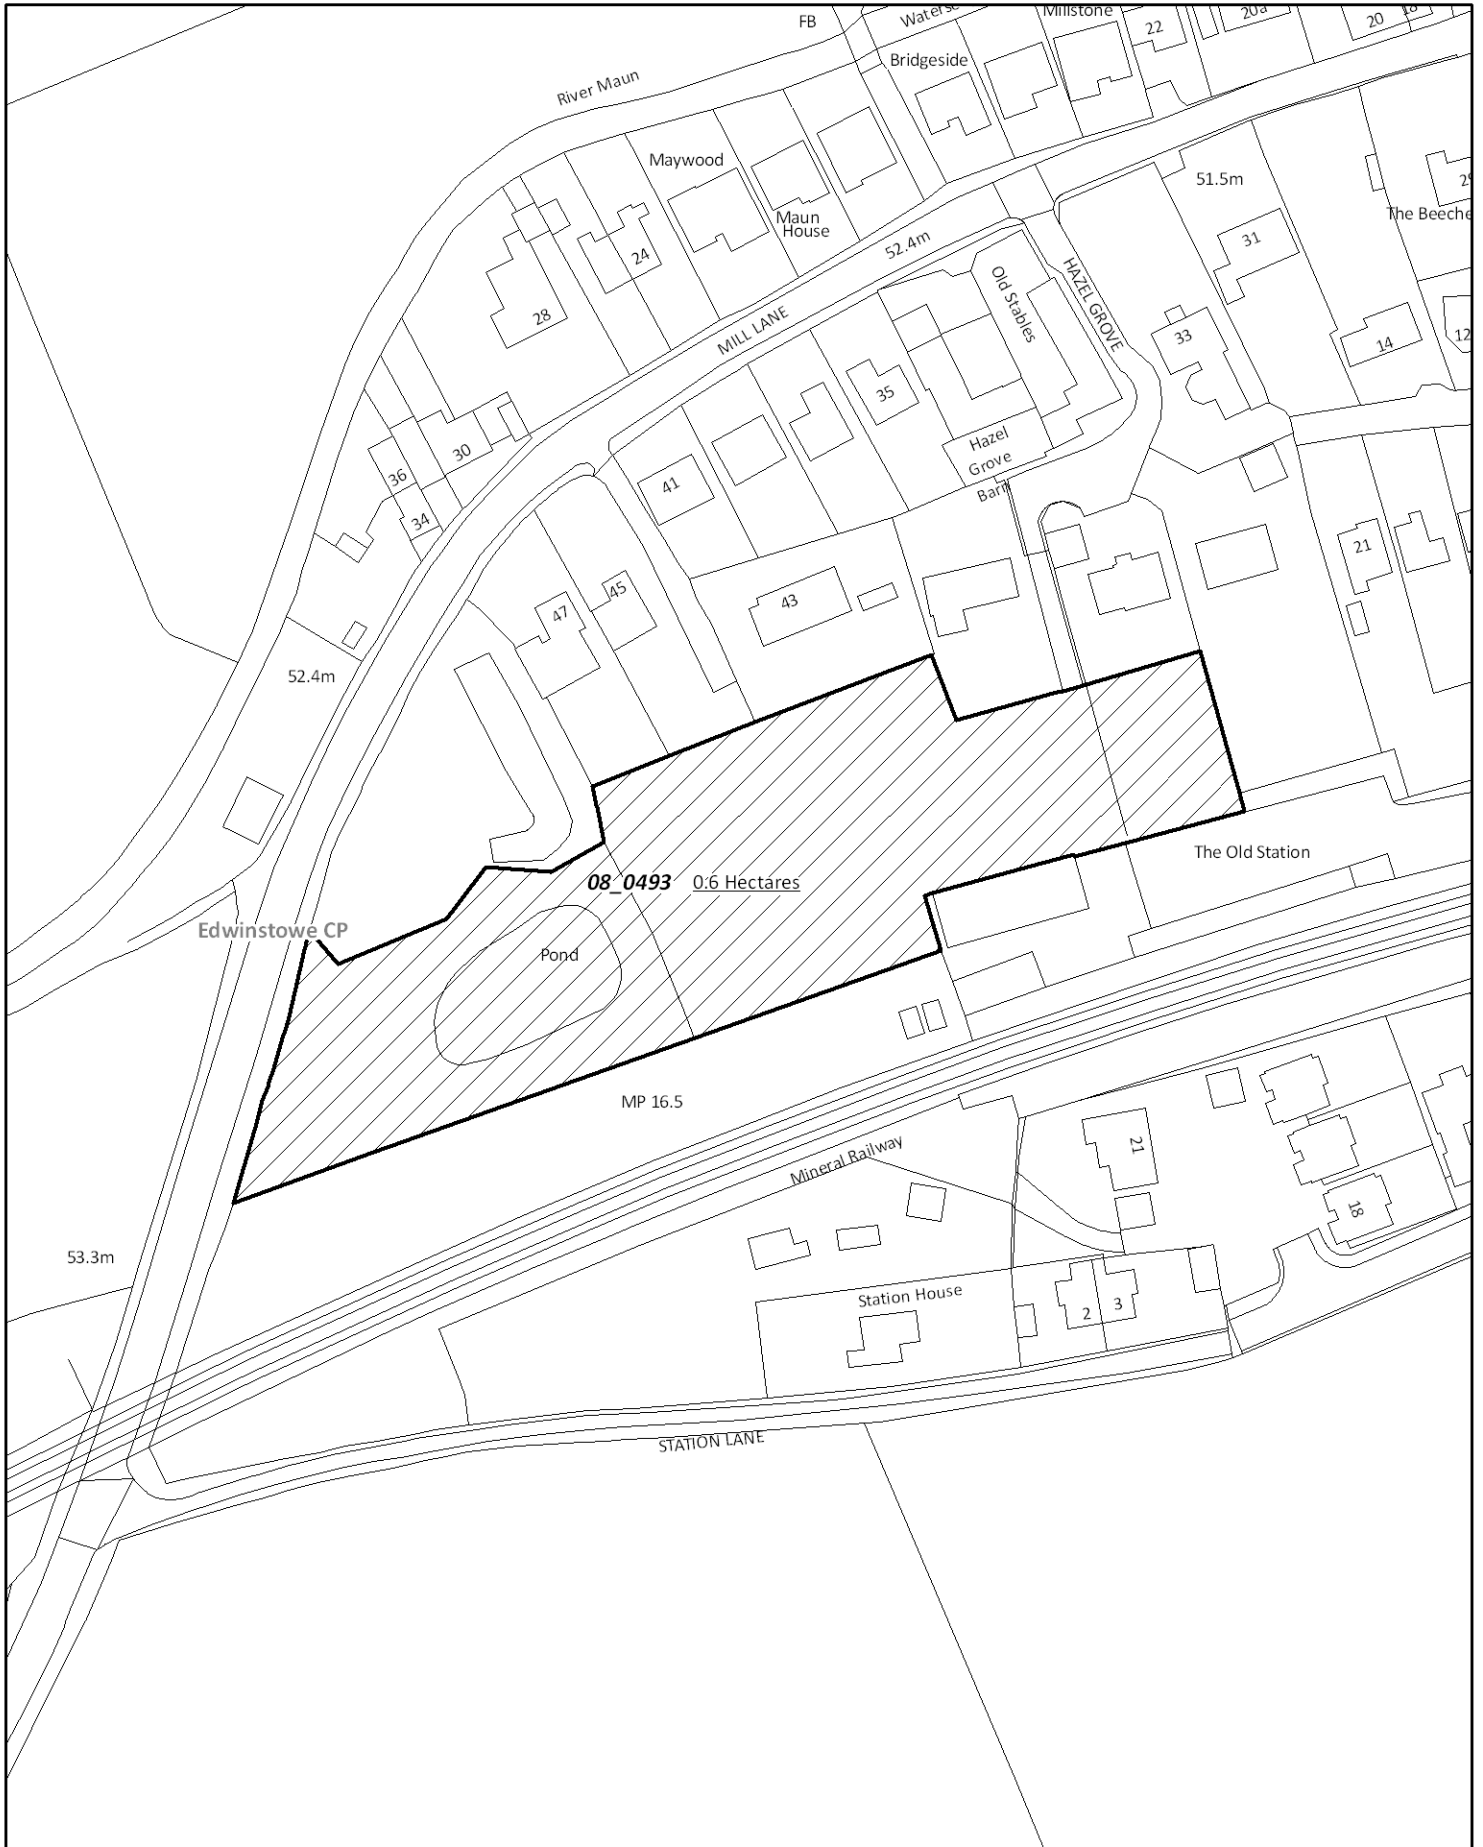 FB
Millstone
22
20a
20
River Maun
Bridgeside
Maywood
51.5m
Maun
House
31
24
52.4m
Old Stables
HAZEL GROVE
28
MILL LANE
33
14
12
35
Hazel
Grove
Barn
30
36
41
34
21
43
47
45
52.4m
The Old Station
08_0493 0.6 Hectares
Edwinstowe CP
Pond
MP 16.5
Mineral Railway
21
18
53.3m
Station House
2
3
STATION LANE